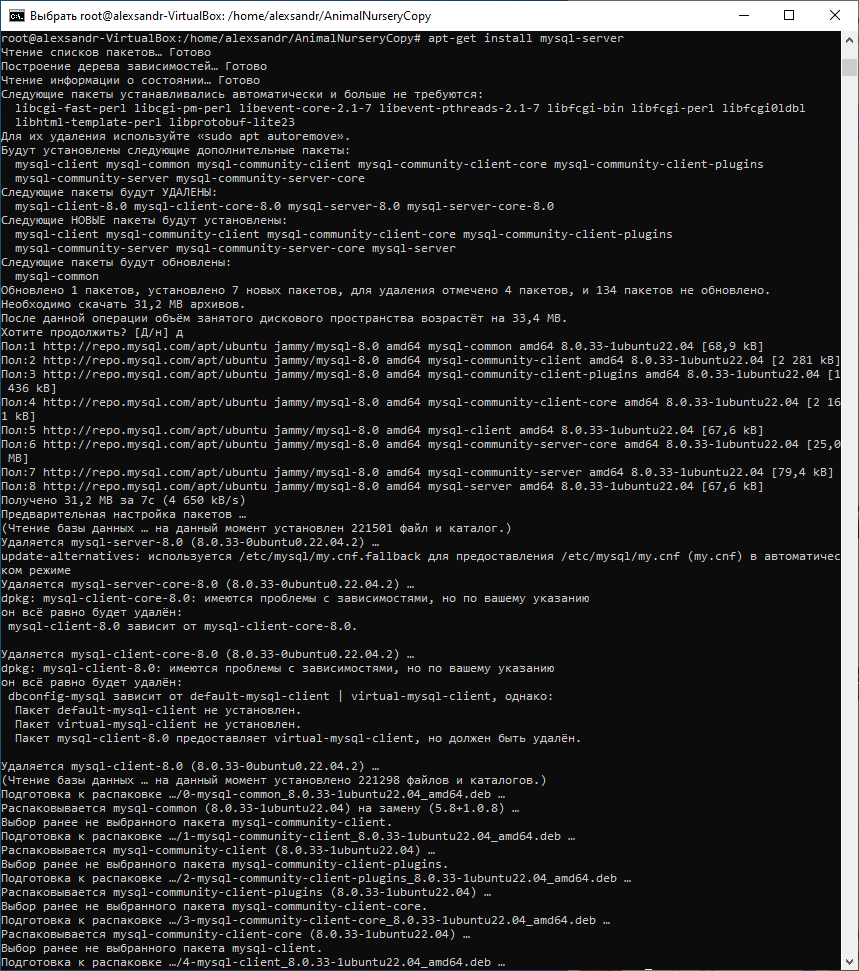 Выбрать root@alexsandr-VirtualBox: /home/alexsandr/AnimalNurseryCopy
root@alexsandr-VirtualBox:/home/alexsandr/AnimalNurseryCopy# apt-get install mysql-server
Чтение списков пакетов… Готово
Построение дерева зависимостей… Готово
Чтение информации о состоянии… Готово
Следующие пакеты устанавливались автоматически и больше не требуются:
  libcgi-fast-perl libcgi-pm-perl libevent-core-2.1-7 libevent-pthreads-2.1-7 libfcgi-bin libfcgi-perl libfcgi0ldbl
  libhtml-template-perl libprotobuf-lite23
Для их удаления используйте «sudo apt autoremove».
Будут установлены следующие дополнительные пакеты:
  mysql-client mysql-common mysql-community-client mysql-community-client-core mysql-community-client-plugins
  mysql-community-server mysql-community-server-core
Следующие пакеты будут УДАЛЕНЫ:
  mysql-client-8.0 mysql-client-core-8.0 mysql-server-8.0 mysql-server-core-8.0
Следующие НОВЫЕ пакеты будут установлены:
  mysql-client mysql-community-client mysql-community-client-core mysql-community-client-plugins
  mysql-community-server mysql-community-server-core mysql-server
Следующие пакеты будут обновлены:
  mysql-common
Обновлено 1 пакетов, установлено 7 новых пакетов, для удаления отмечено 4 пакетов, и 134 пакетов не обновлено.
Необходимо скачать 31,2 MB архивов.
После данной операции объём занятого дискового пространства возрастёт на 33,4 MB.
Хотите продолжить? [Д/н] д
Пол:1 http://repo.mysql.com/apt/ubuntu jammy/mysql-8.0 amd64 mysql-common amd64 8.0.33-1ubuntu22.04 [68,9 kB]
Пол:2 http://repo.mysql.com/apt/ubuntu jammy/mysql-8.0 amd64 mysql-community-client amd64 8.0.33-1ubuntu22.04 [2 281 kB]
Пол:3 http://repo.mysql.com/apt/ubuntu jammy/mysql-8.0 amd64 mysql-community-client-plugins amd64 8.0.33-1ubuntu22.04 [1
 436 kB]
Пол:4 http://repo.mysql.com/apt/ubuntu jammy/mysql-8.0 amd64 mysql-community-client-core amd64 8.0.33-1ubuntu22.04 [2 16
1 kB]
Пол:5 http://repo.mysql.com/apt/ubuntu jammy/mysql-8.0 amd64 mysql-client amd64 8.0.33-1ubuntu22.04 [67,6 kB]
Пол:6 http://repo.mysql.com/apt/ubuntu jammy/mysql-8.0 amd64 mysql-community-server-core amd64 8.0.33-1ubuntu22.04 [25,0
 MB]
Пол:7 http://repo.mysql.com/apt/ubuntu jammy/mysql-8.0 amd64 mysql-community-server amd64 8.0.33-1ubuntu22.04 [79,4 kB]
Пол:8 http://repo.mysql.com/apt/ubuntu jammy/mysql-8.0 amd64 mysql-server amd64 8.0.33-1ubuntu22.04 [67,6 kB]
Получено 31,2 MB за 7с (4 650 kB/s)
Предварительная настройка пакетов …
(Чтение базы данных … на данный момент установлен 221501 файл и каталог.)
Удаляется mysql-server-8.0 (8.0.33-0ubuntu0.22.04.2) …
update-alternatives: используется /etc/mysql/my.cnf.fallback для предоставления /etc/mysql/my.cnf (my.cnf) в автоматичес
ком режиме
Удаляется mysql-server-core-8.0 (8.0.33-0ubuntu0.22.04.2) …
dpkg: mysql-client-core-8.0: имеются проблемы с зависимостями, но по вашему указанию
он всё равно будет удалён:
 mysql-client-8.0 зависит от mysql-client-core-8.0.
Удаляется mysql-client-core-8.0 (8.0.33-0ubuntu0.22.04.2) …
dpkg: mysql-client-8.0: имеются проблемы с зависимостями, но по вашему указанию
он всё равно будет удалён:
 dbconfig-mysql зависит от default-mysql-client | virtual-mysql-client, однако:
  Пакет default-mysql-client не установлен.
  Пакет virtual-mysql-client не установлен.
  Пакет mysql-client-8.0 предоставляет virtual-mysql-client, но должен быть удалён.
Удаляется mysql-client-8.0 (8.0.33-0ubuntu0.22.04.2) …
(Чтение базы данных … на данный момент установлено 221298 файлов и каталогов.)
Подготовка к распаковке …/0-mysql-common_8.0.33-1ubuntu22.04_amd64.deb …
Распаковывается mysql-common (8.0.33-1ubuntu22.04) на замену (5.8+1.0.8) …
Выбор ранее не выбранного пакета mysql-community-client.
Подготовка к распаковке …/1-mysql-community-client_8.0.33-1ubuntu22.04_amd64.deb …
Распаковывается mysql-community-client (8.0.33-1ubuntu22.04) …
Выбор ранее не выбранного пакета mysql-community-client-plugins.
Подготовка к распаковке …/2-mysql-community-client-plugins_8.0.33-1ubuntu22.04_amd64.deb …
Распаковывается mysql-community-client-plugins (8.0.33-1ubuntu22.04) …
Выбор ранее не выбранного пакета mysql-community-client-core.
Подготовка к распаковке …/3-mysql-community-client-core_8.0.33-1ubuntu22.04_amd64.deb …
Распаковывается mysql-community-client-core (8.0.33-1ubuntu22.04) …
Выбор ранее не выбранного пакета mysql-client.
Подготовка к распаковке …/4-mysql-client_8.0.33-1ubuntu22.04_amd64.deb …